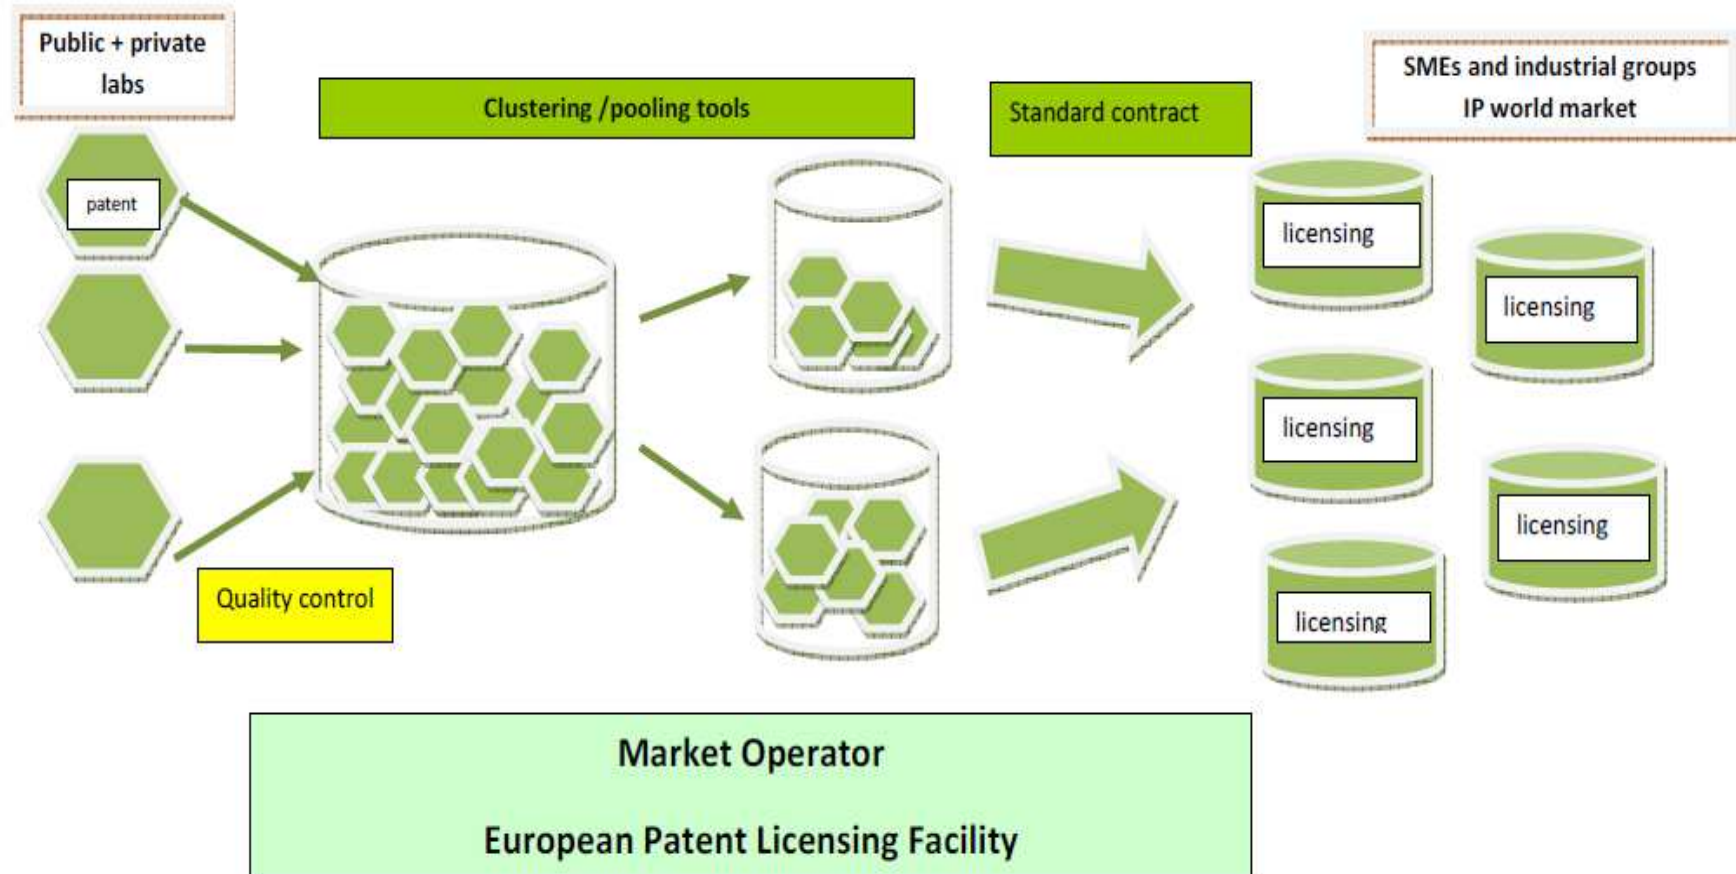 Public + private
labs
Clustering /pooling tools
Standard contract
SMEs and industrial groups
IP world market
patent
licensing
licensing
licensing
licensing
licensing
Quality control
Market Operator
European Patent Licensing Facility